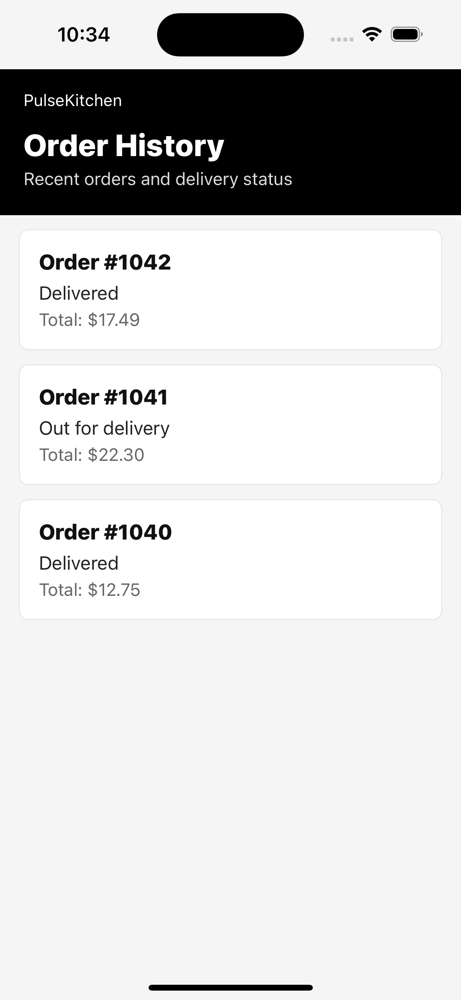 10:34
PulseKitchen
Order History
Recent orders and delivery status
Order #1042
Delivered
Total: $17.49
Order #1041
Out for delivery
Total: $22.30
Order #1040
Delivered
Total: $12.75